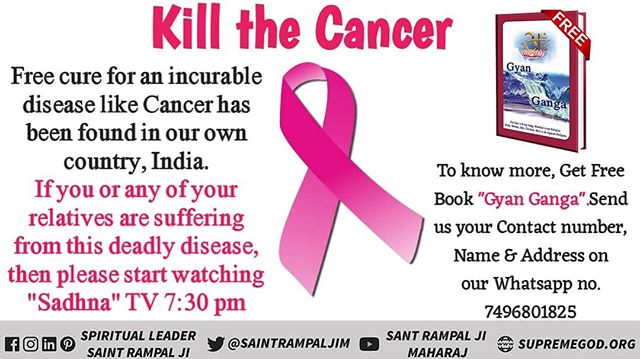 Kill the Cancer
Free cure for an incurable
disease like Cancer has
been found in our own
country, India.
If you or any of your
relatives are suffering
from this deadly disease,
then please start watching
"Sadhna" TV 7:30 pm
FREE
Gyan
Ganga
To know more, Get Free
Book "Gyan Ganga".Send
us your Contact number,
Name & Address on
our Whatsapp no.
7496801825
SPIRITUAL LEADER
SAINT RAMPAL JI
@SAINTRAMPALJIM
SANT RAMPAL JI
MAHARAJ
SUPREMEGOD.ORG